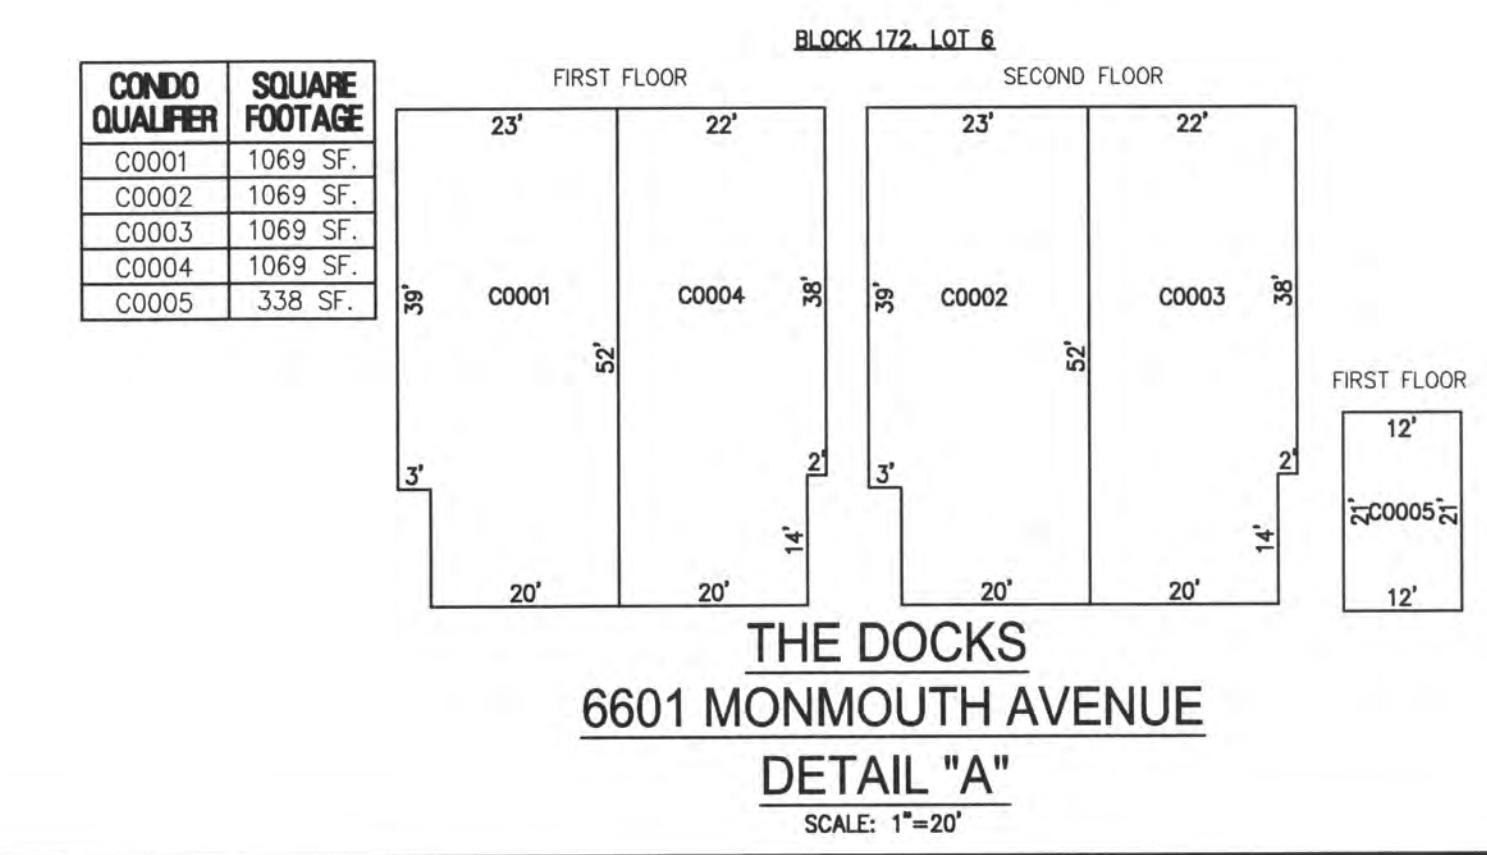 BLOCK 172, LOT 6
CONDO QUALIFIER SQUARE FOOTAGE
C0001 1069 SF.
C0002 1069 SF.
C0003 1069 SF.
C0004 1069 SF.
C0005 338 SF.
FIRST FLOOR
23' 22'
39' C0001 C0004 38'
52'
3' 2'
14'
20' 20'
SECOND FLOOR
23' 22'
39' C0002 C0003 38'
52'
3' 2'
14'
20' 20'
FIRST FLOOR
12'
21' C0005 21'
12'
THE DOCKS
6601 MONMOUTH AVENUE
DETAIL "A"
SCALE: 1"=20'